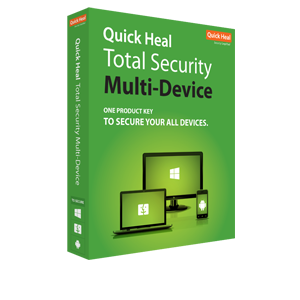 Quick Heal
Quick Heal
Total Security
Multi-Device
ONE PRODUCT KEY
TO SECURE YOUR ALL DEVICES.
Quick Heal
Total Security
Multi-Device